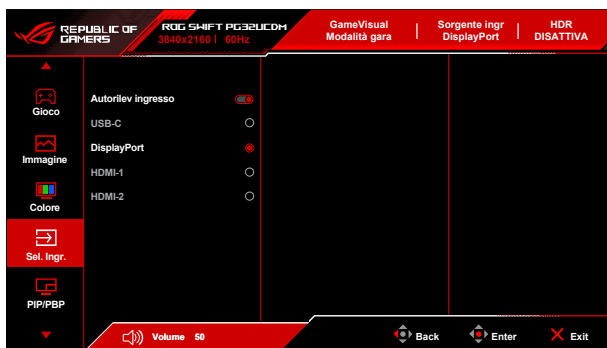 REPUBLIC OF
GAMERS
ROG SWIFT PG32UCDM
3840x2160 | 60Hz
GameVisual
Modalità gara
Sorgente ingr
DisplayPort
HDR
DISATTIVA
Gioco
Immagine
Colore
Sel. Ingr.
PIP/PBP
Autorilev ingresso
USB-C
DisplayPort
HDMI-1
HDMI-2
Volume 50
Back
Enter
Exit